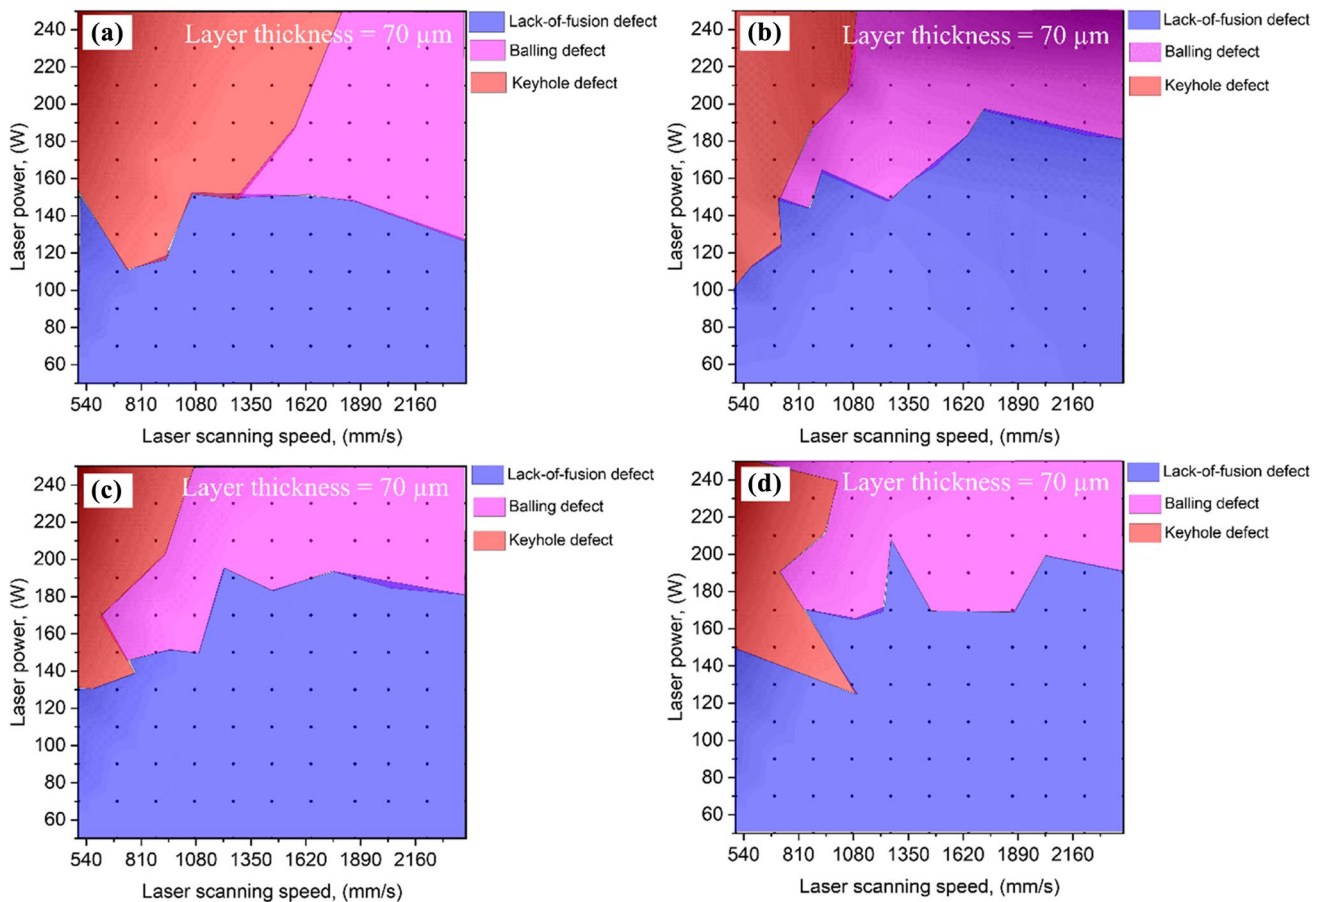 (a)
Layer thickness = 70 µm
Lack-of-fusion defect
Balling defect
Keyhole defect
240
220
200
180
160
140
120
100
80
60
Laser power, (W)
540 810 1080 1350 1620 1890 2160
Laser scanning speed, (mm/s)
(b)
Layer thickness = 70 µm
Lack-of-fusion defect
Balling defect
Keyhole defect
240
220
200
180
160
140
120
100
80
60
Laser power, (W)
540 810 1080 1350 1620 1890 2160
Laser scanning speed, (mm/s)
(c)
Layer thickness = 70 µm
Lack-of-fusion defect
Balling defect
Keyhole defect
240
220
200
180
160
140
120
100
80
60
Laser power, (W)
540 810 1080 1350 1620 1890 2160
Laser scanning speed, (mm/s)
(d)
Layer thickness = 70 µm
Lack-of-fusion defect
Balling defect
Keyhole defect
240
220
200
180
160
140
120
100
80
60
Laser power, (W)
540 810 1080 1350 1620 1890 2160
Laser scanning speed, (mm/s)